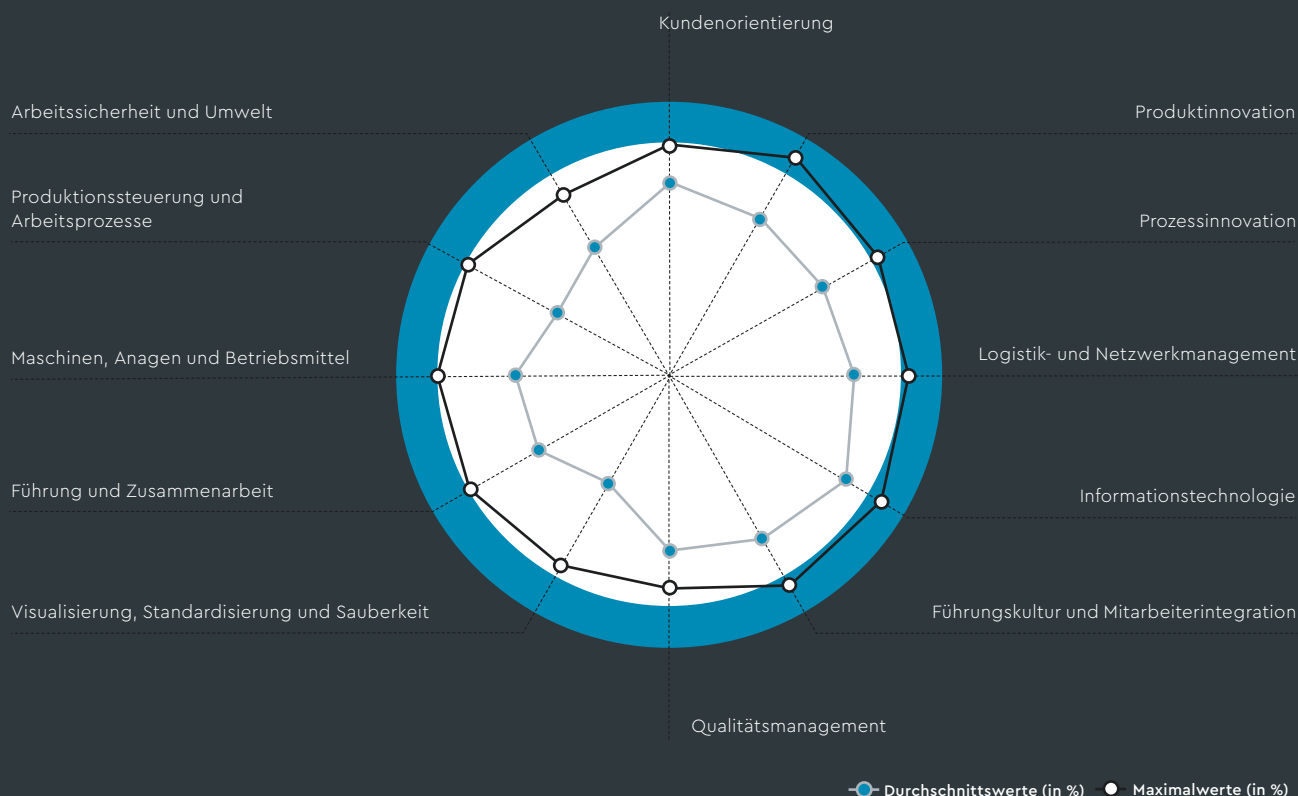 Kundenorientierung
Arbeitssicherheit und Umwelt
Produktinnovation
Produktionssteuerung und
Arbeitsprozesse
Prozessinnovation
Maschinen, Anagen und Betriebsmittel
Logistik- und Netzwerkmanagement
Führung und Zusammenarbeit
Informationstechnologie
Visualisierung, Standardisierung und Sauberkeit
Führungskultur und Mitarbeiterintegration
Qualitätsmanagement
Durchschnittswerte (in %) Maximalwerte (in %)